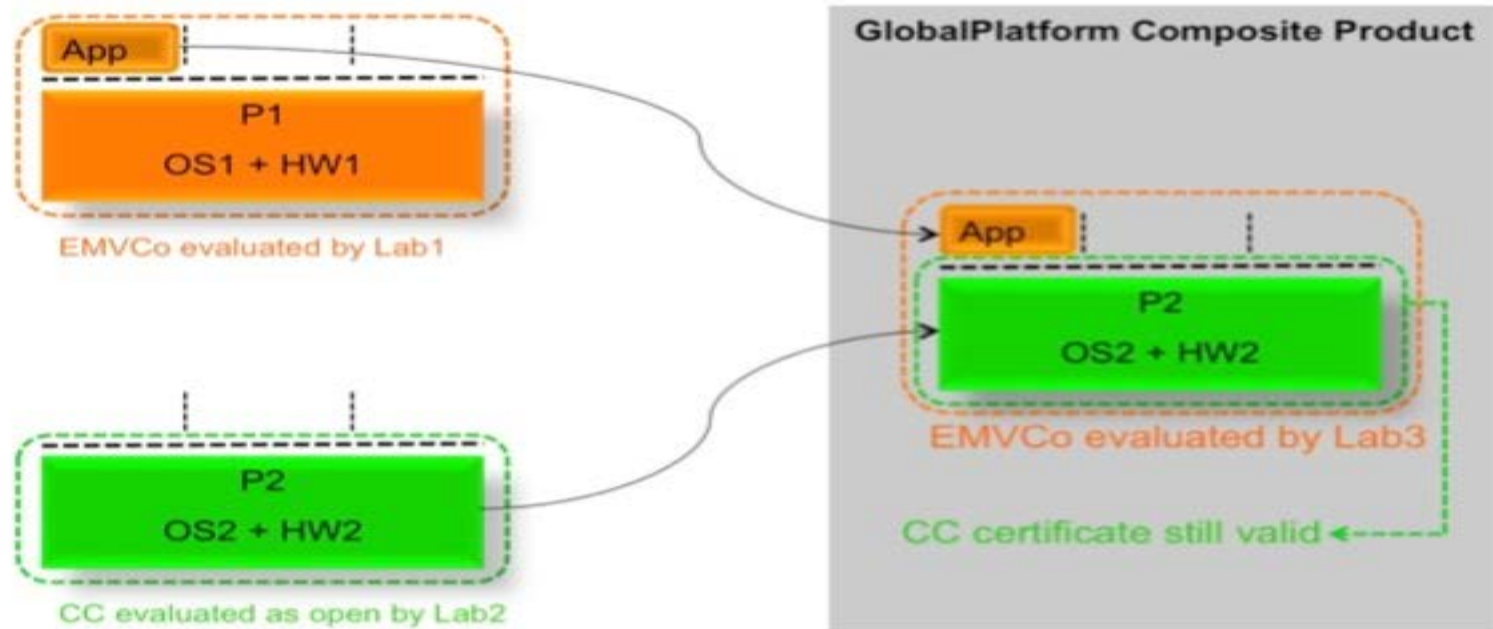 App
P1
OS1 + HW1
EMVCo evaluated by Lab1
P2
OS2 + HW2
CC evaluated as open by Lab2
GlobalPlatform Composite Product
App
P2
OS2 + HW2
EMVCo evaluated by Lab3
CC certificate still valid